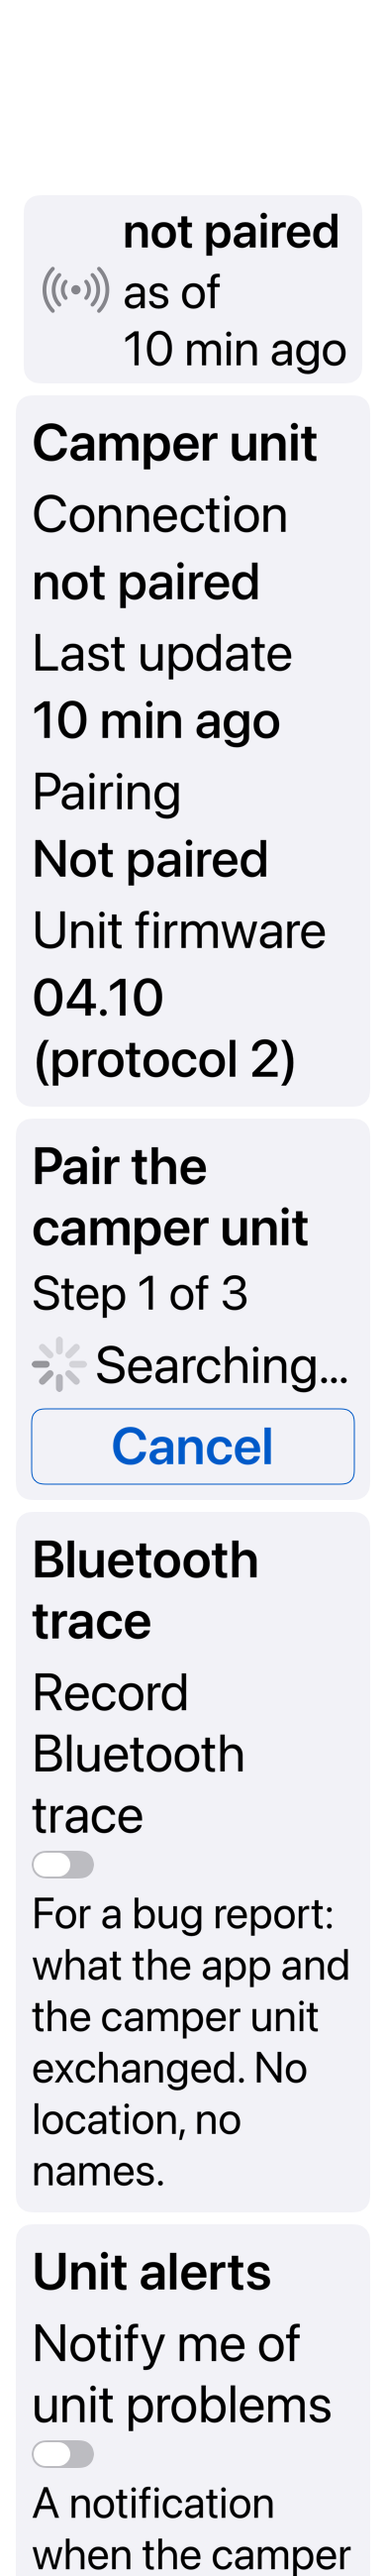 not paired
as of
10 min ago
Camper unit
Connection
not paired
Last update
10 min ago
Pairing
Not paired
Unit firmware
04.10
(protocol 2)
Pair the
camper unit
Step 1 of 3
Searching…
Cancel
Bluetooth
trace
Record
Bluetooth
trace
For a bug report:
what the app and
the camper unit
exchanged. No
location, no
names.
Unit alerts
Notify me of
unit problems
A notification
when the camper